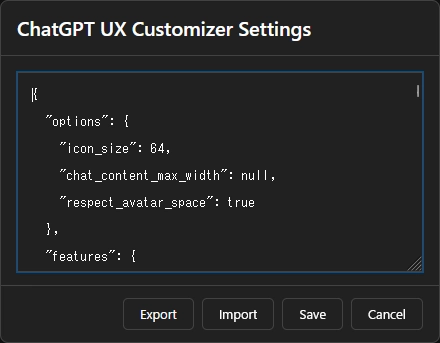 ChatGPT UX Customizer Settings
{
"options": {
"icon_size": 64,
"chat_content_max_width": null,
"respect_avatar_space": true
},
"features": {
Export Import Save Cancel